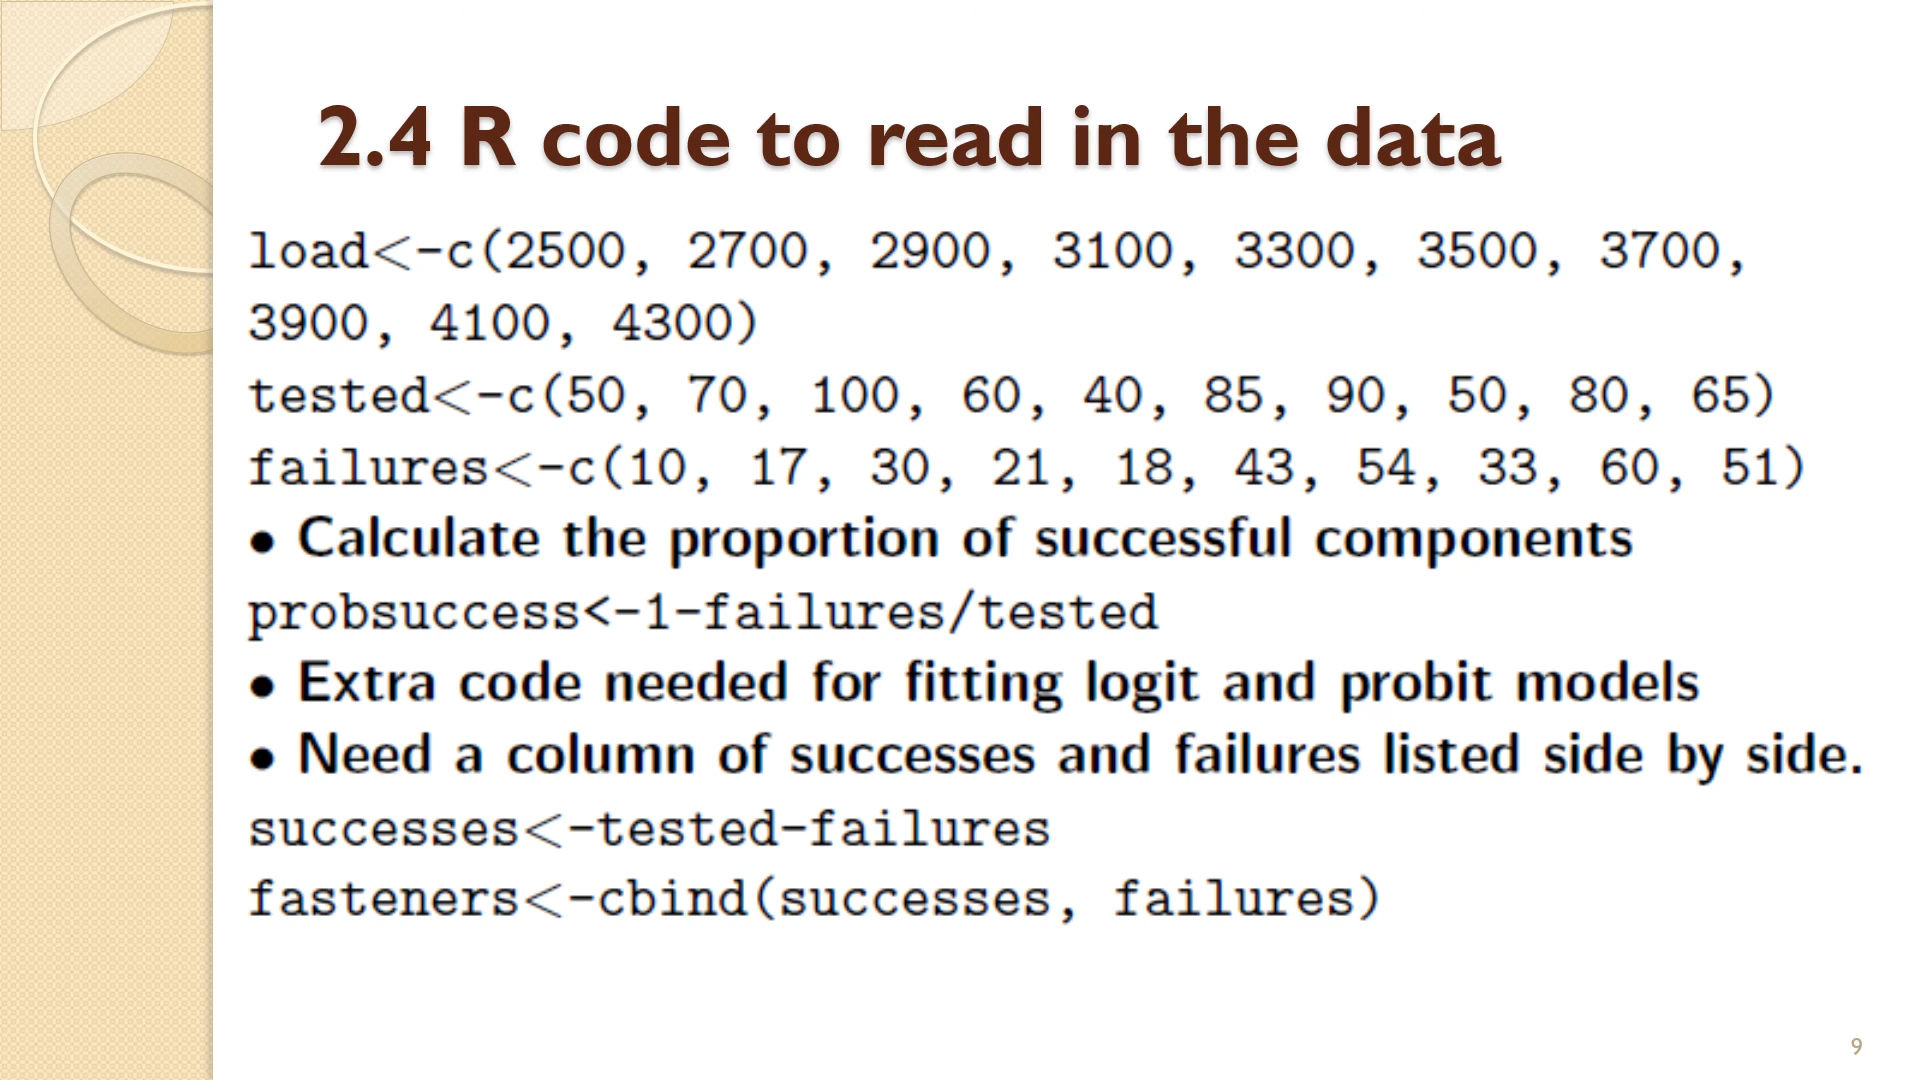 2.4 R code to read in the data
load<-c(2500, 2700, 2900, 3100, 3300, 3500, 3700,
3900, 4100, 4300)
tested<-c(50, 70, 100, 60, 40, 85, 90, 50, 80, 65)
failures<-c(10, 17, 30, 21, 18, 43, 54, 33, 60, 51)
• Calculate the proportion of successful components
probsuccess<-1-failures/tested
• Extra code needed for fitting logit and probit models
• Need a column of successes and failures listed side by side.
successes<-tested-failures
fasteners<-cbind(successes, failures)
9